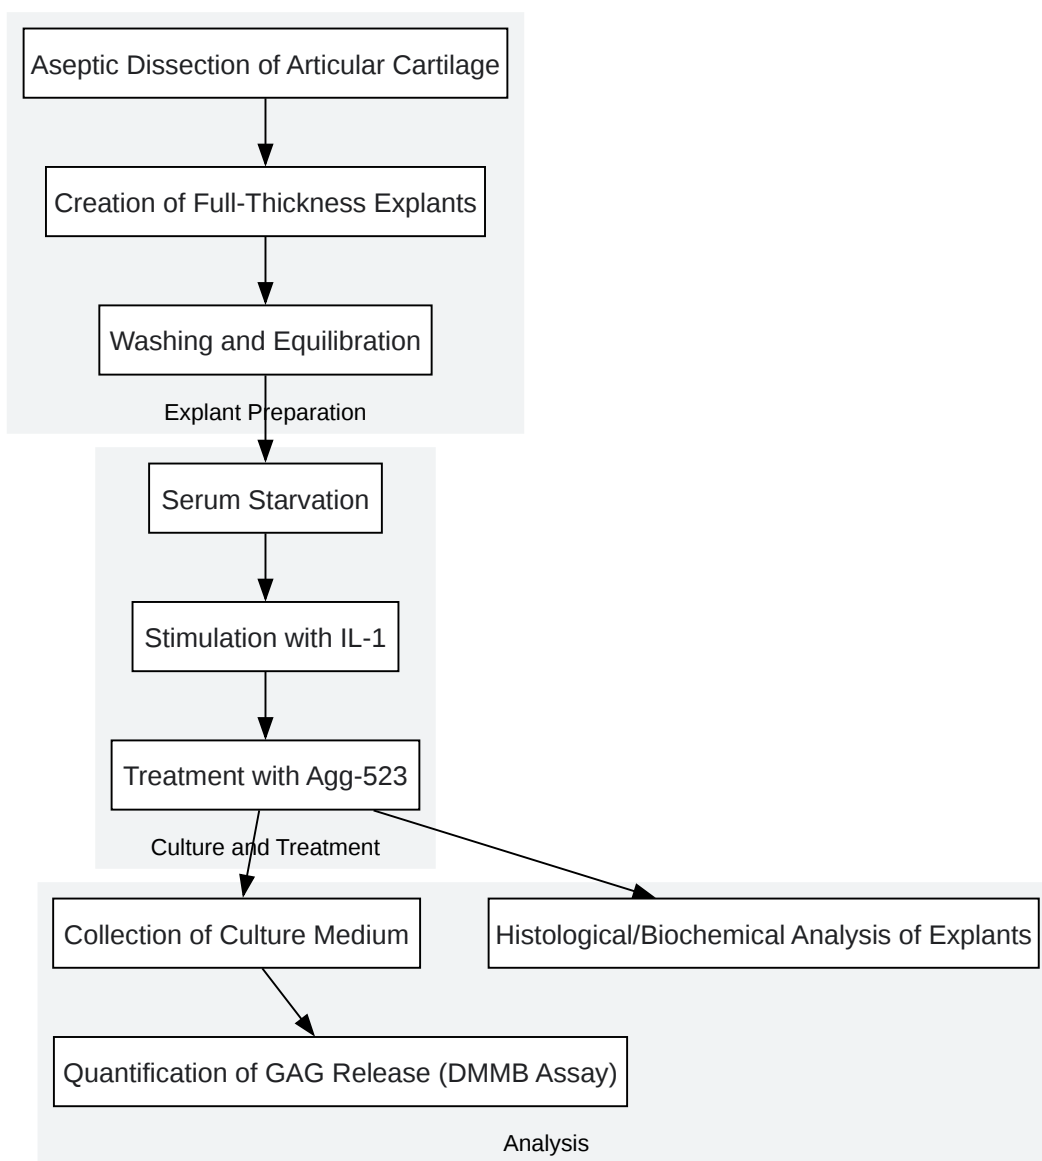 Aseptic Dissection of Articular Cartilage
Creation of Full-Thickness Explants
Washing and Equilibration
Explant Preparation
Serum Starvation
Stimulation with IL-1
Treatment with Agg-523
Culture and Treatment
Collection of Culture Medium
Histological/Biochemical Analysis of Explants
Quantification of GAG Release (DMMB Assay)
Analysis